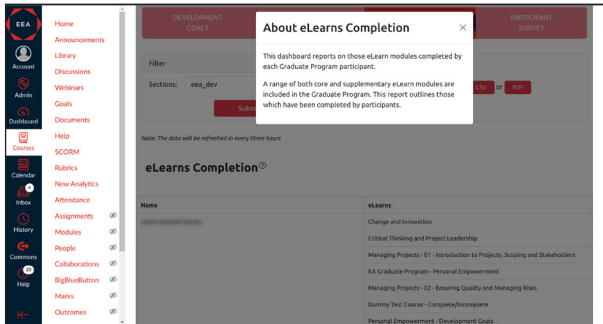 EEA
Account
Admin
Dashboard
Courses
Calendar
4
Inbox
History
Commons
10
Help
Home
Announcements
Library
Discussions
Webinars
Goals
Documents
Help
SCORM
Rubrics
New Analytics
Attendance
Assignments
Modules
People
Collaborations
BigBlueButton
Marks
Outcomes
DEVELOPMENT
GOALS
PARTICIPANT
SURVEY
About eLearns Completion ×
This dashboard reports on those eLearn modules completed by
each Graduate Program participant.
A range of both core and supplementary eLearn modules are
included in the Graduate Program. This report outlines those
which have been completed by participants.
Filter
Sections: eea_dev
CSV or PDF
Subm
Note: The data will be refreshed in every three hours
eLearns Completion
Name eLearns
Change and Innovation
Critical Thinking and Project Leadership
Managing Projects - 01 - Introduction to Projects, Scoping and Stakeholders
EA Graduate Program - Personal Empowerment
Managing Projects - 02 - Ensuring Quality and Managing Risks
Dummy Test Course - Complete/Incomplete
Personal Empowerment - Development Goals